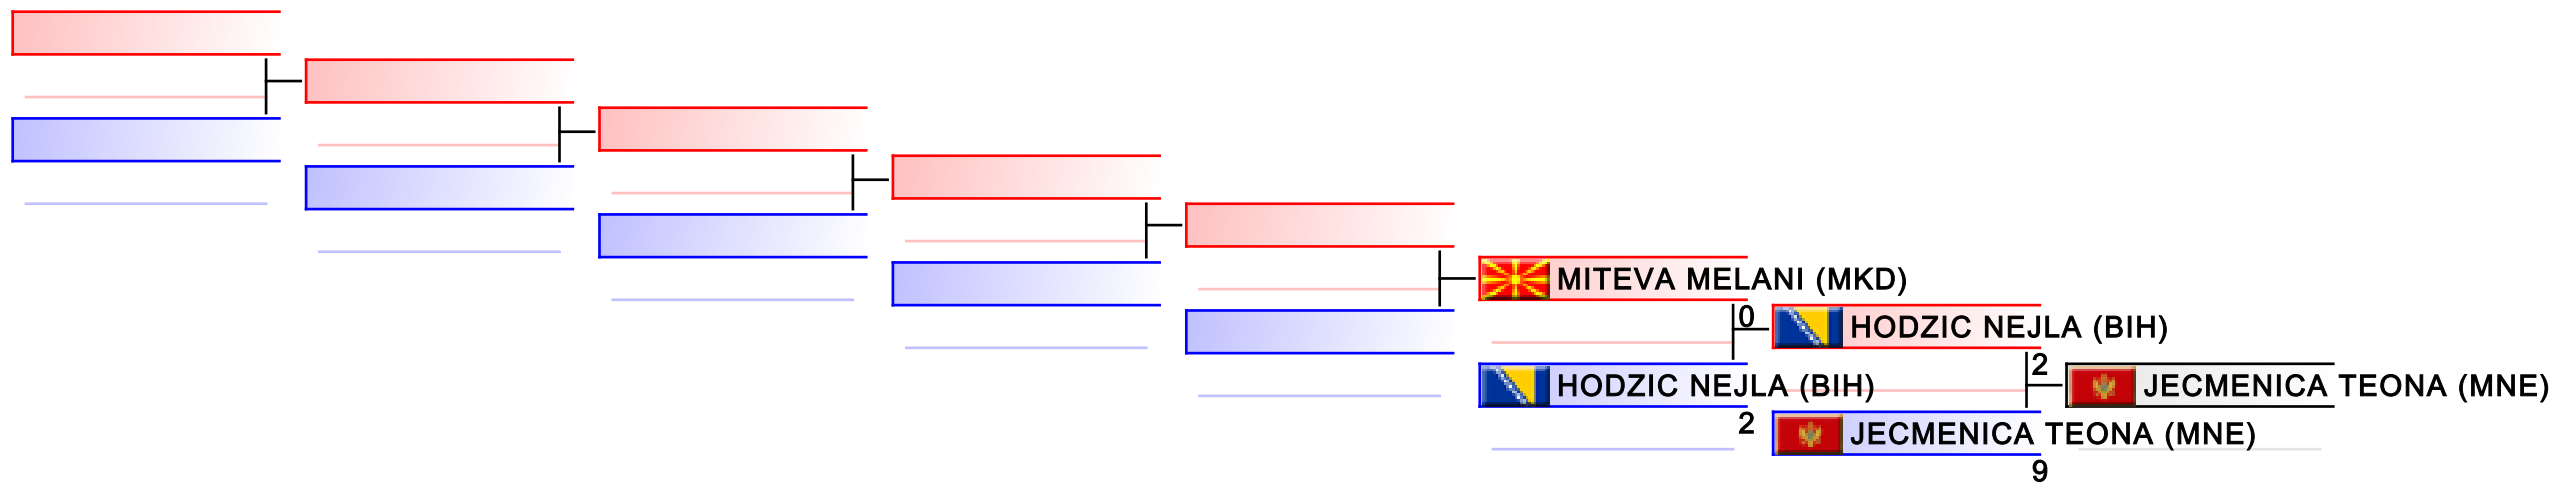 MITEVA MELANI (MKD)
0
HODZIC NEJLA (BIH)
2
HODZIC NEJLA (BIH)
2
JECMENICA TEONA (MNE)
9
JECMENICA TEONA (MNE)